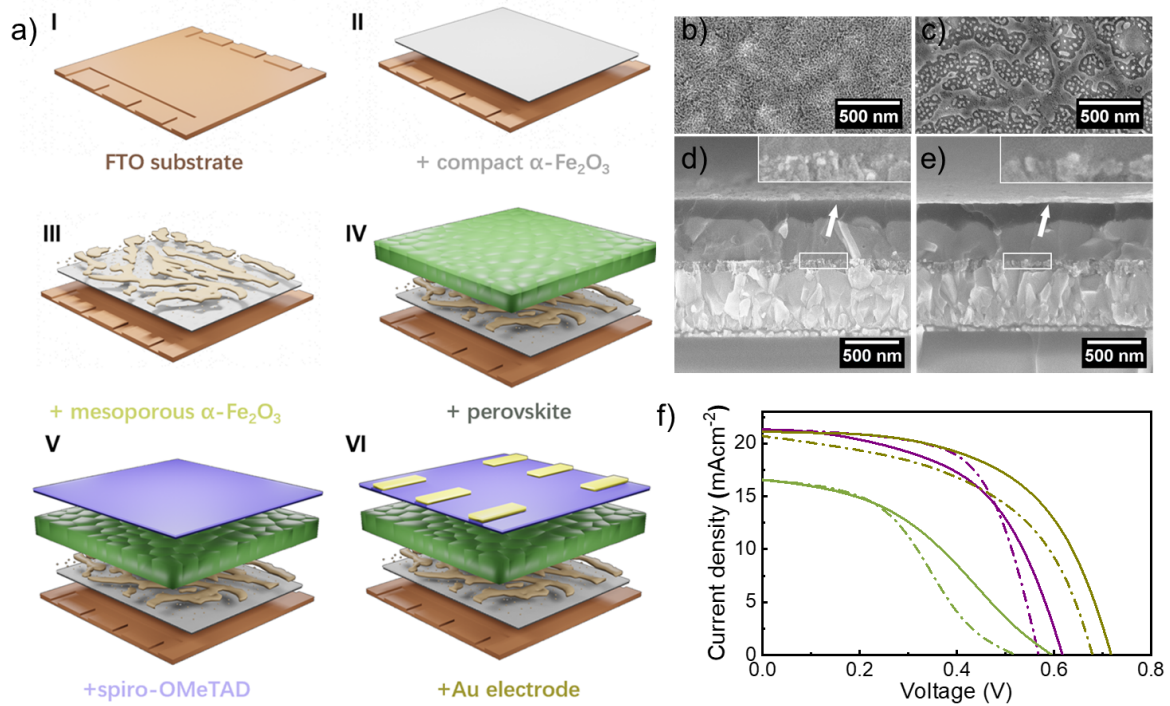 a)
I
II
FTO substrate
+ compact α-Fe₂O₃
III
IV
+ mesoporous α-Fe₂O₃
+ perovskite
V
VI
+spiro-OMeTAD
+Au electrode
b)
500 nm
c)
500 nm
d)
500 nm
e)
500 nm
f)
Current density (mAcm⁻²)
20
15
10
5
0
0.0 0.2 0.4 0.6 0.8
Voltage (V)